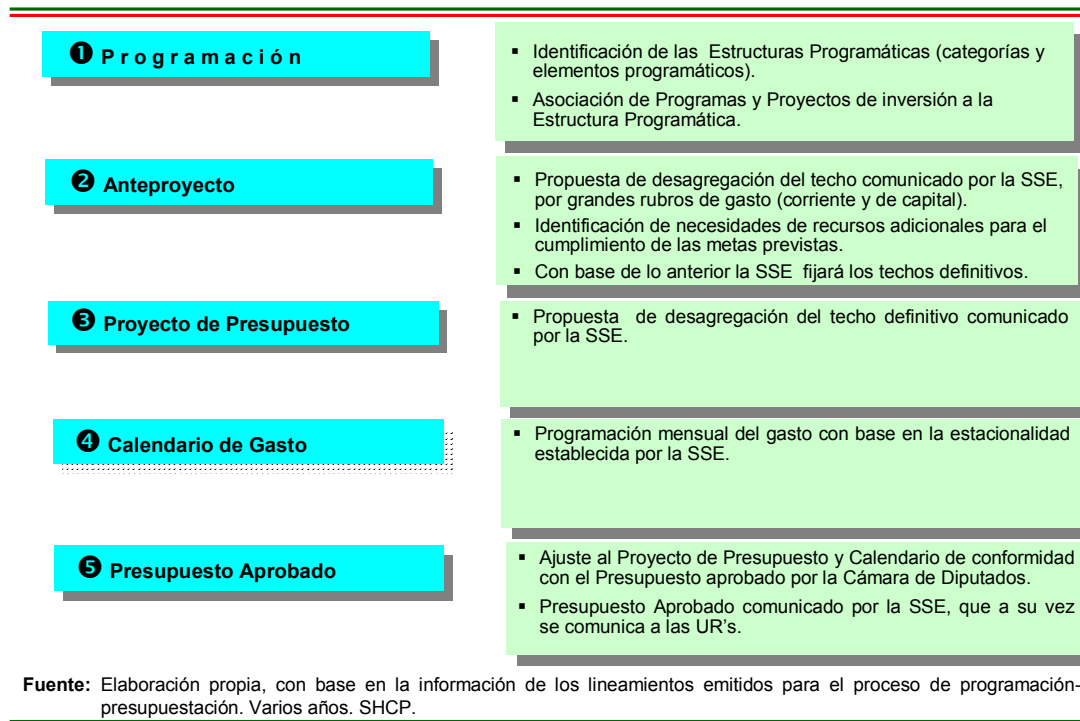 ❶ P r o g r a m a c i ó n
▪ Identificación de las Estructuras Programáticas (categorías y
elementos programáticos).
▪ Asociación de Programas y Proyectos de inversión a la
Estructura Programática.
❷ Anteproyecto
▪ Propuesta de desagregación del techo comunicado por la SSE,
por grandes rubros de gasto (corriente y de capital).
▪ Identificación de necesidades de recursos adicionales para el
cumplimiento de las metas previstas.
▪ Con base de lo anterior la SSE fijará los techos definitivos.
❸ Proyecto de Presupuesto
▪ Propuesta de desagregación del techo definitivo comunicado
por la SSE.
❹ Calendario de Gasto
▪ Programación mensual del gasto con base en la estacionalidad
establecida por la SSE.
❺ Presupuesto Aprobado
▪ Ajuste al Proyecto de Presupuesto y Calendario de conformidad
con el Presupuesto aprobado por la Cámara de Diputados.
▪ Presupuesto Aprobado comunicado por la SSE, que a su vez
se comunica a las UR's.
Fuente: Elaboración propia, con base en la información de los lineamientos emitidos para el proceso de programación-
presupuestación. Varios años. SHCP.